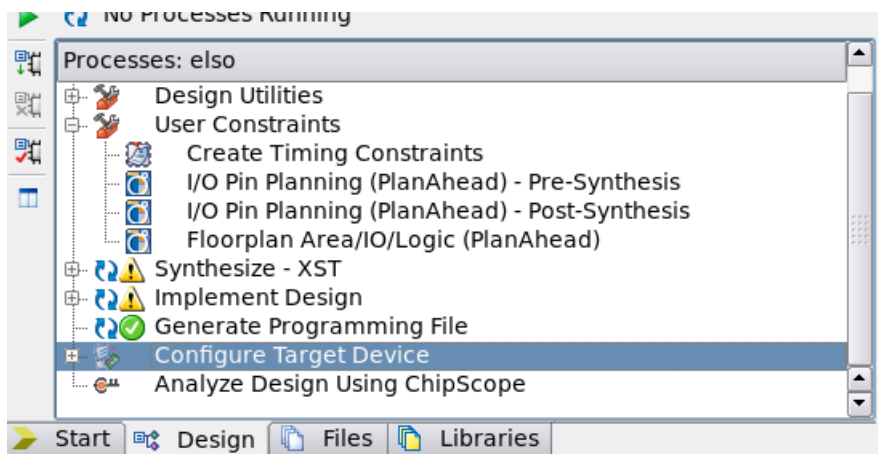 No Processes Running
Processes: elso
Design Utilities
User Constraints
Create Timing Constraints
I/O Pin Planning (PlanAhead) - Pre-Synthesis
I/O Pin Planning (PlanAhead) - Post-Synthesis
Floorplan Area/IO/Logic (PlanAhead)
Synthesize - XST
Implement Design
Generate Programming File
Configure Target Device
Analyze Design Using ChipScope
Start Design Files Libraries